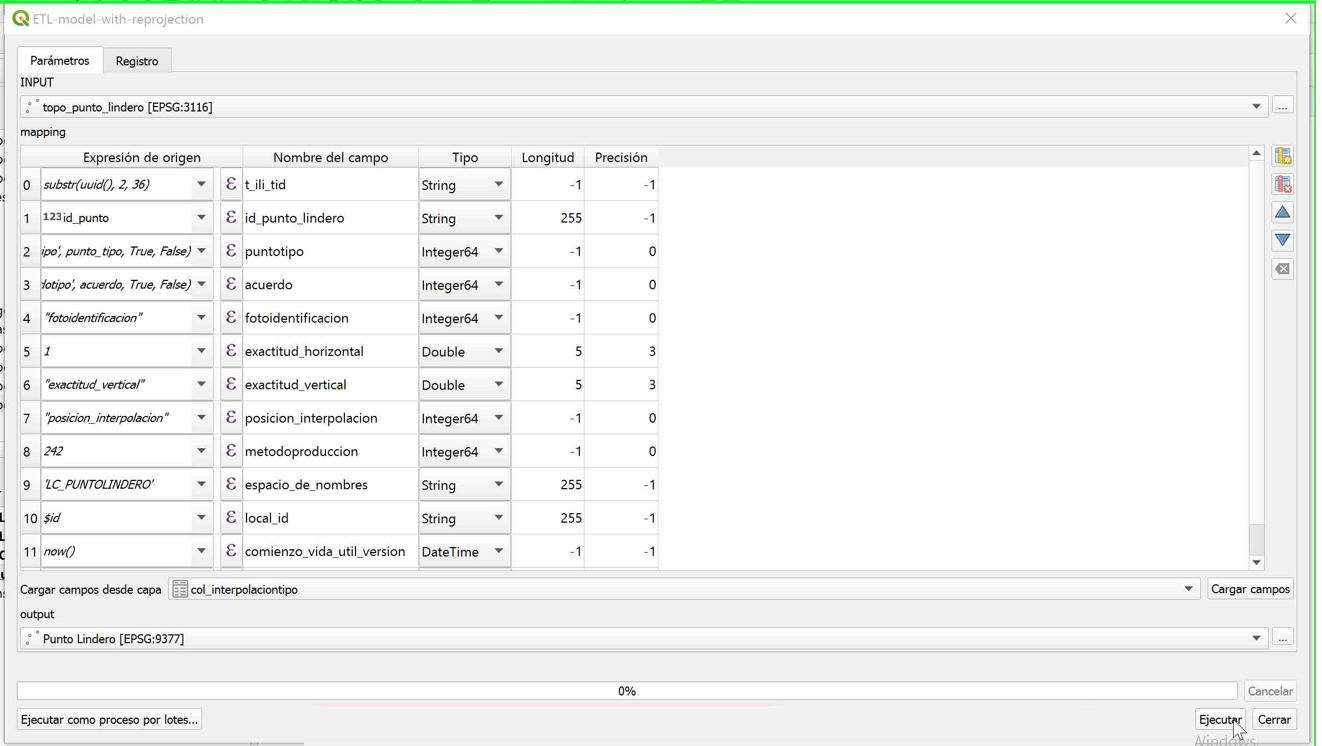 ETL-model-with-reprojection
Parámetros Registro
INPUT
topo_punto_lindero [EPSG:3116] ...
mapping
Expresión de origen Nombre del campo Tipo Longitud Precisión
0 substr(uuid(), 2, 36) ε t_ili_tid String -1 -1
1 123 id_punto ε id_punto_lindero String 255 -1
2 ipo', punto_tipo, True, False) ε puntotipo Integer64 -1 0
3 dotipo', acuerdo, True, False) ε acuerdo Integer64 -1 0
4 "fotoidentificacion" ε fotoidentificacion Integer64 -1 0
5 1 ε exactitud_horizontal Double 5 3
6 "exactitud_vertical" ε exactitud_vertical Double 5 3
7 "posicion_interpolacion" ε posicion_interpolacion Integer64 -1 0
8 242 ε metodoproduccion Integer64 -1 0
9 'LC_PUNTOLINDERO' ε espacio_de_nombres String 255 -1
10 $id ε local_id String 255 -1
11 now() ε comienzo_vida_util_version DateTime -1 -1
Cargar campos desde capa col_interpolaciontipo Cargar campos
output
Punto Lindero [EPSG:9377] ...
0% Cancelar
Ejecutar como proceso por lotes... Ejecutar Cerrar
Windows